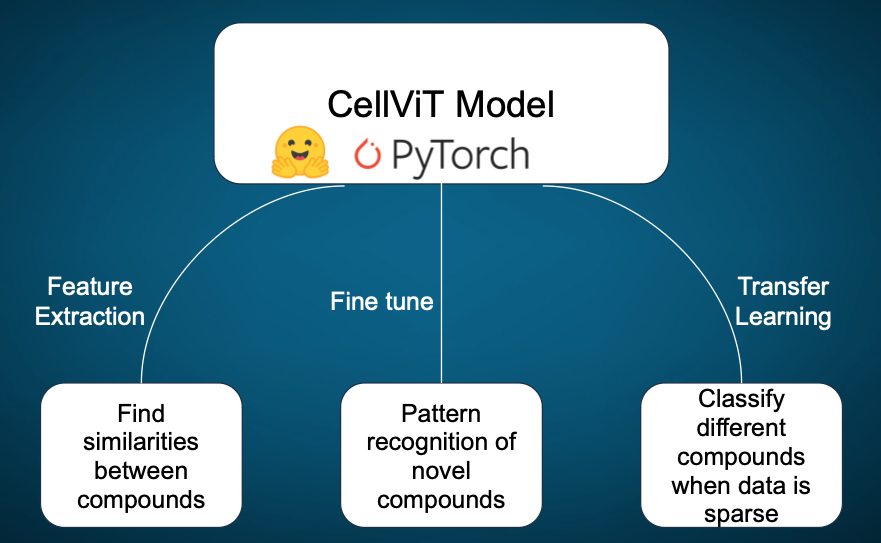 CellViT Model
PyTorch
Feature
Extraction
Fine tune
Transfer
Learning
Find
similarities
between
compounds
Pattern
recognition of
novel
compounds
Classify
different
compounds
when data is
sparse